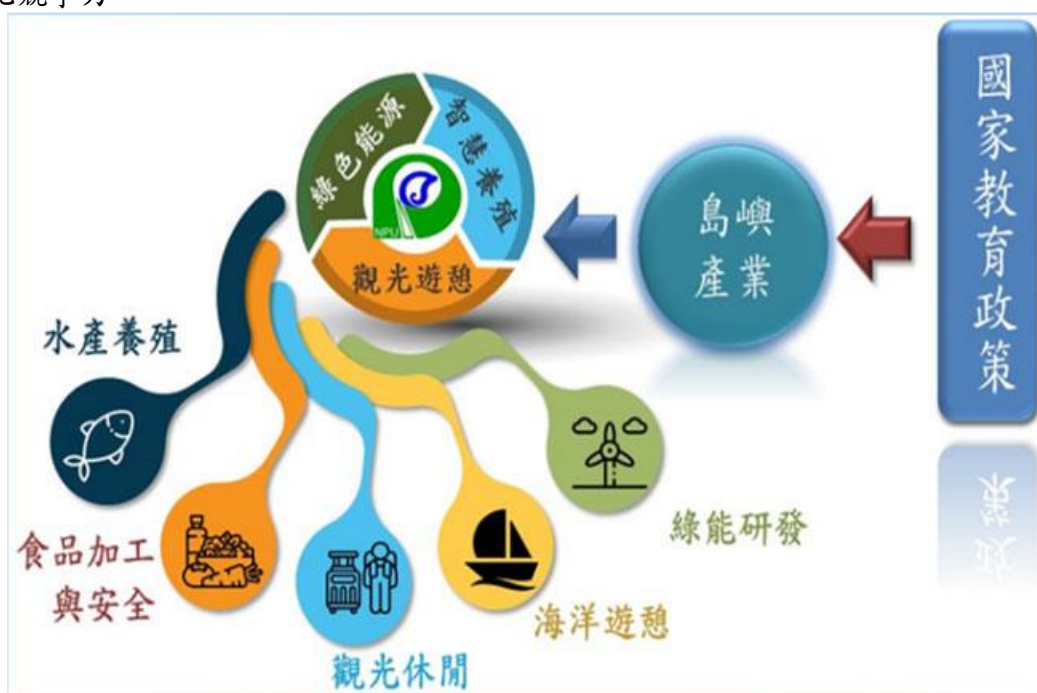 國家教育政策
島嶼
產業
綠色能源
智慧養殖
觀光遊憩
NPU
水產養殖
食品加工
與安全
觀光休閒
海洋遊憩
綠能研發